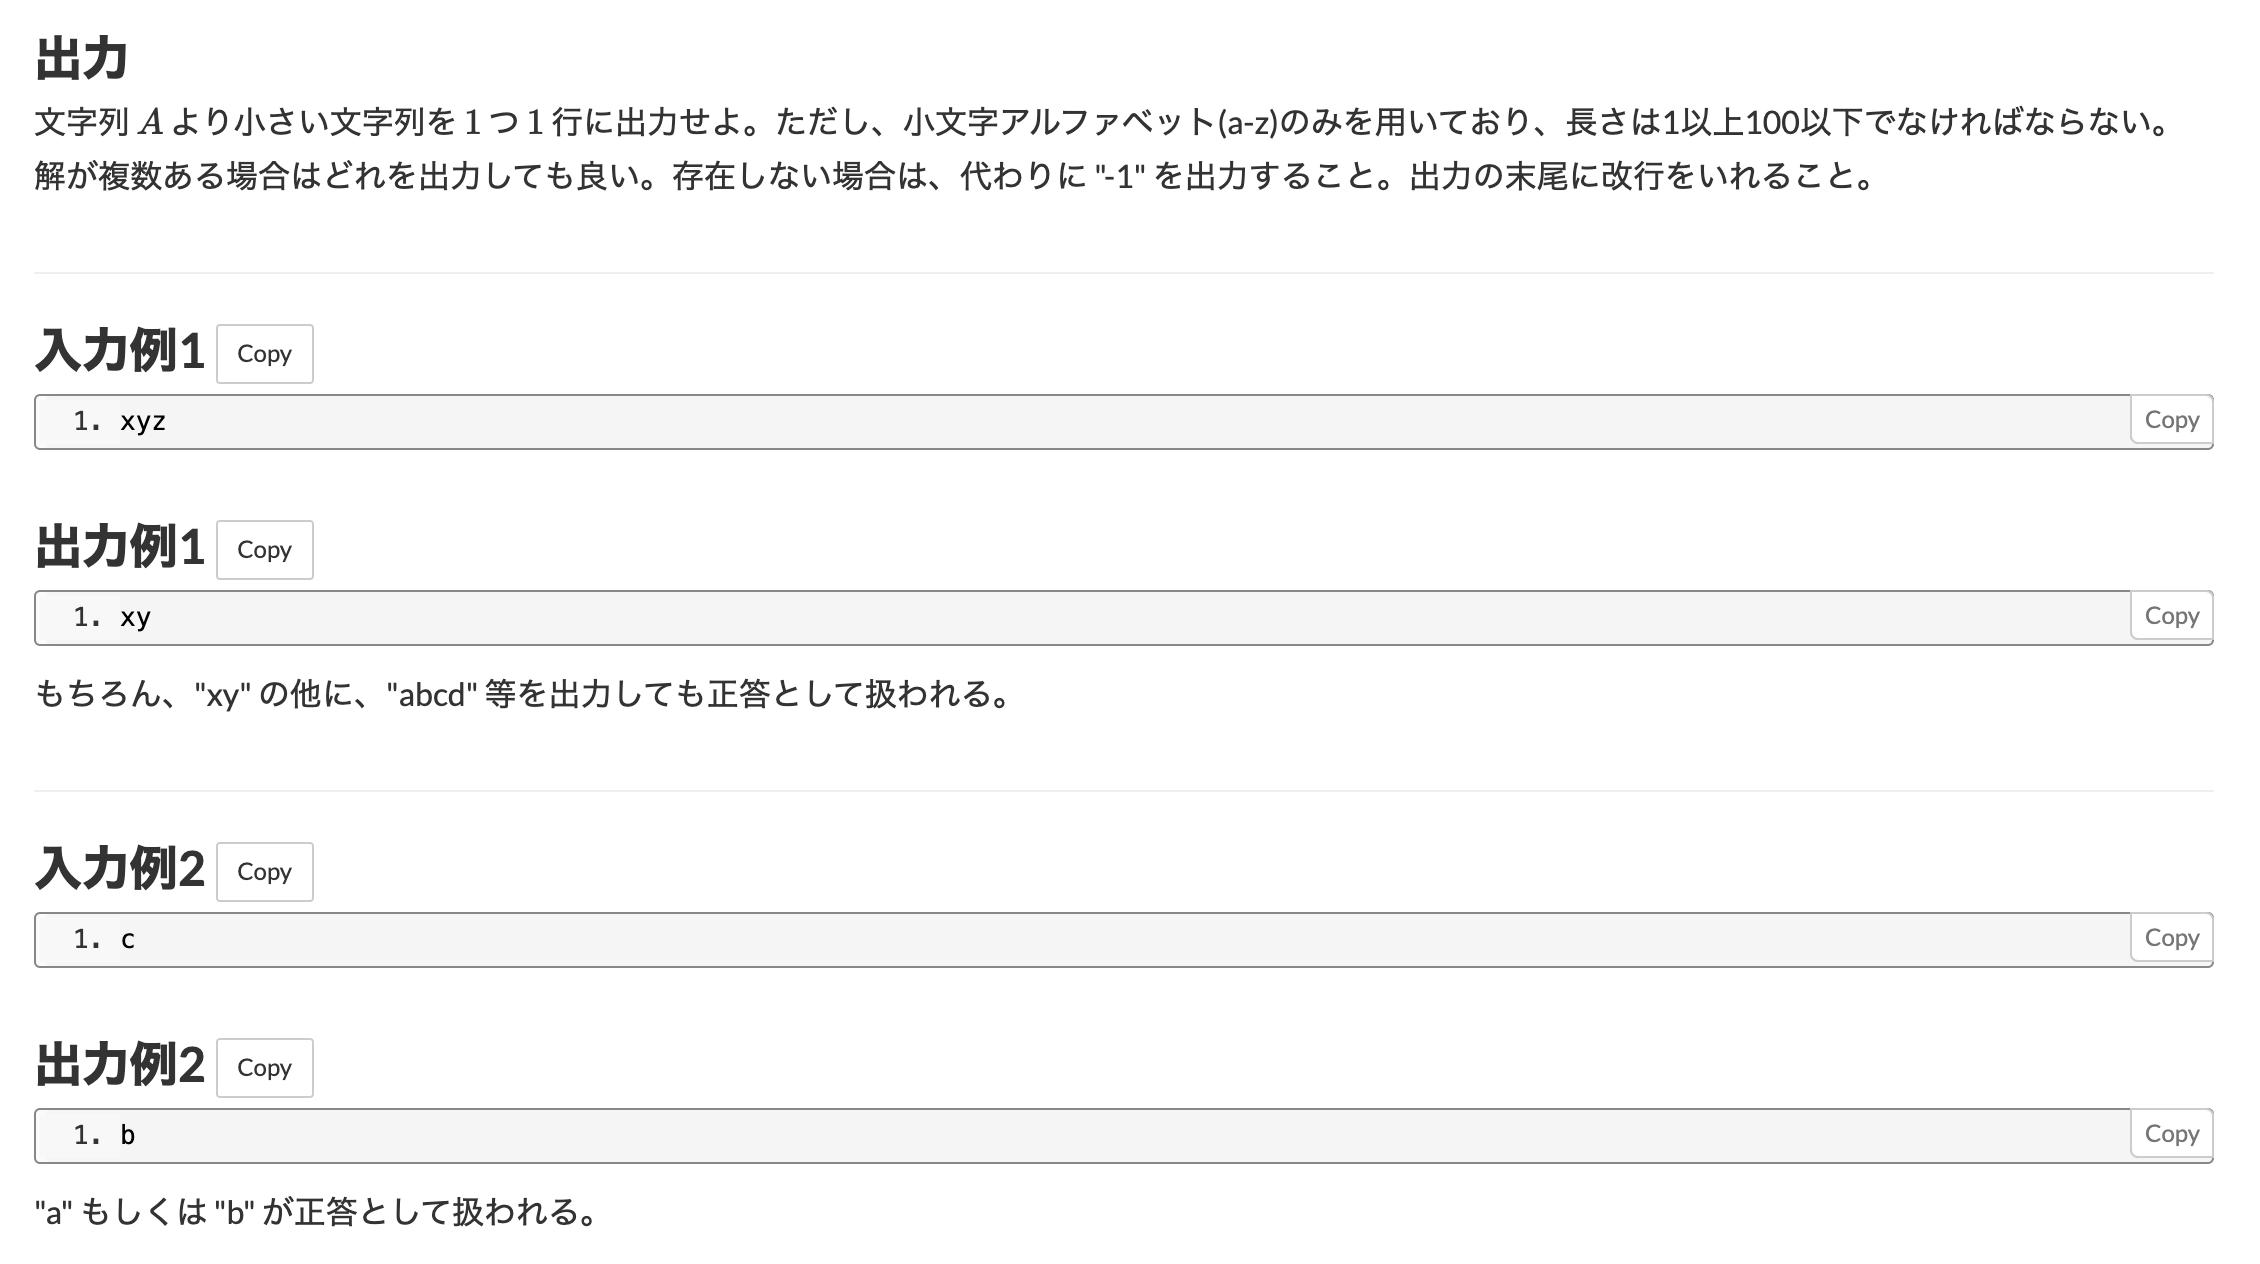 出力
文字列 A より小さい文字列を 1 つ 1 行に出力せよ。ただし、小文字アルファベット(a-z)のみを用いており、長さは1以上100以下でなければならない。
解が複数ある場合はどれを出力しても良い。存在しない場合は、代わりに "-1" を出力すること。出力の末尾に改行をいれること。
入力例1 Copy
1. xyz Copy
出力例1 Copy
1. xy Copy
もちろん、"xy" の他に、"abcd" 等を出力しても正答として扱われる。
入力例2 Copy
1. c Copy
出力例2 Copy
1. b Copy
"a" もしくは "b" が正答として扱われる。